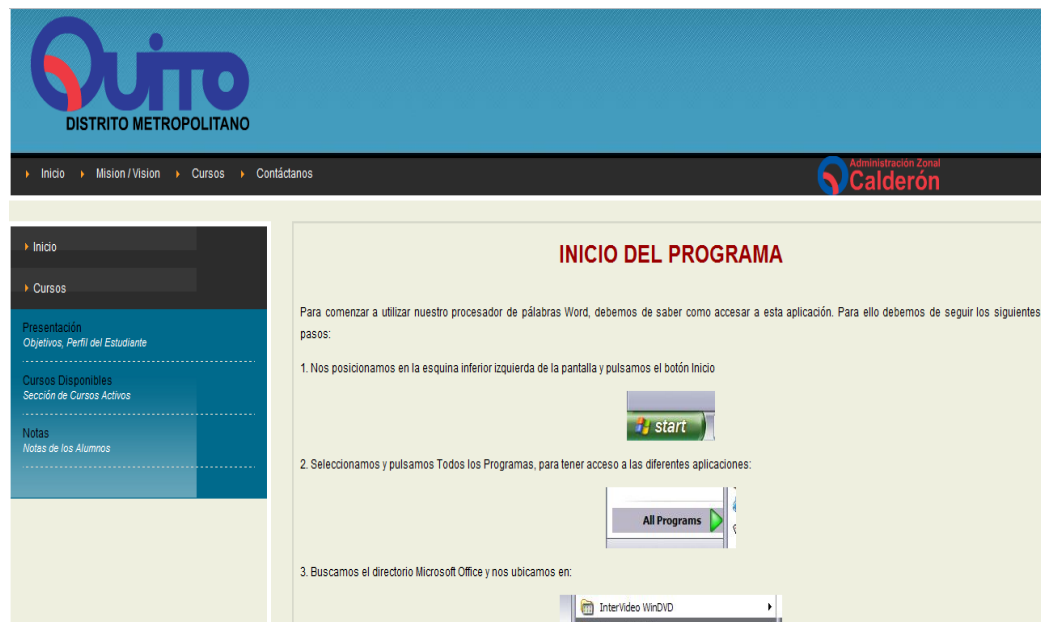 Quito
DISTRITO METROPOLITANO
Inicio Mision / Vision Cursos Contáctanos
Administración Zonal
Calderón
Inicio
Cursos
Presentación
Objetivos, Perfil del Estudiante
Cursos Disponibles
Sección de Cursos Activos
Notas
Notas de los Alumnos
INICIO DEL PROGRAMA
Para comenzar a utilizar nuestro procesador de pálabras Word, debemos de saber como accesar a esta aplicación. Para ello debemos de seguir los siguientes
pasos:
1. Nos posicionamos en la esquina inferior izquierda de la pantalla y pulsamos el botón Inicio
start
2. Seleccionamos y pulsamos Todos los Programas, para tener acceso a las diferentes aplicaciones:
All Programs
3. Buscamos el directorio Microsoft Office y nos ubicamos en:
InterVideo WinDVD